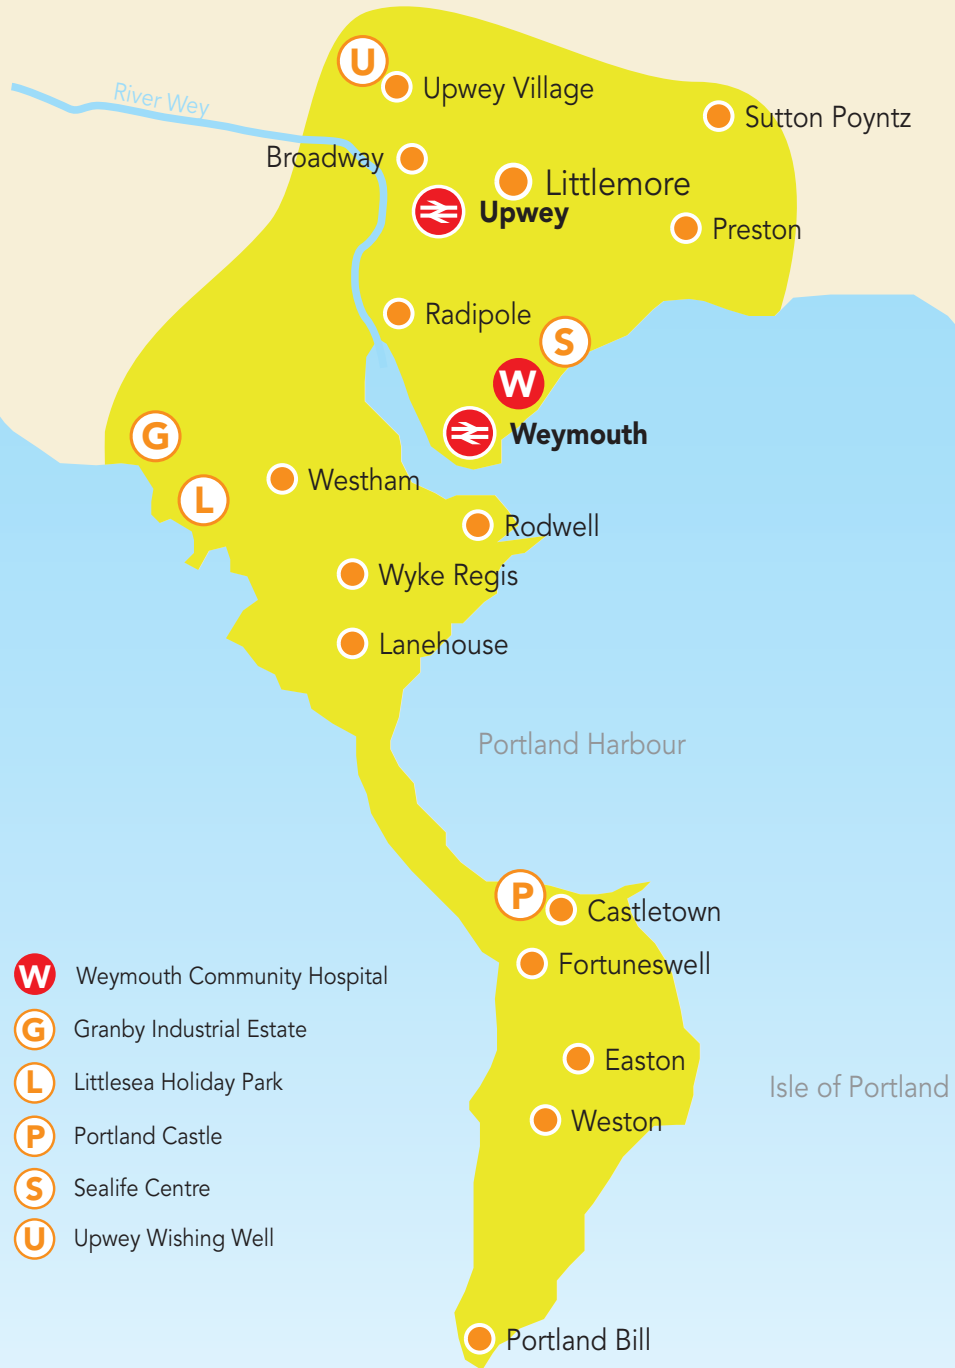 U
Upwey Village
River Wey
Sutton Poyntz
Broadway
Littlemore
Upwey
Preston
Radipole
S
W
G
Weymouth
Westham
L
Rodwell
Wyke Regis
Lanehouse
Portland Harbour
P
Castletown
Fortuneswell
Easton
Isle of Portland
Weston
Portland Bill
W Weymouth Community Hospital
G Granby Industrial Estate
L Littlesea Holiday Park
P Portland Castle
S Sealife Centre
U Upwey Wishing Well